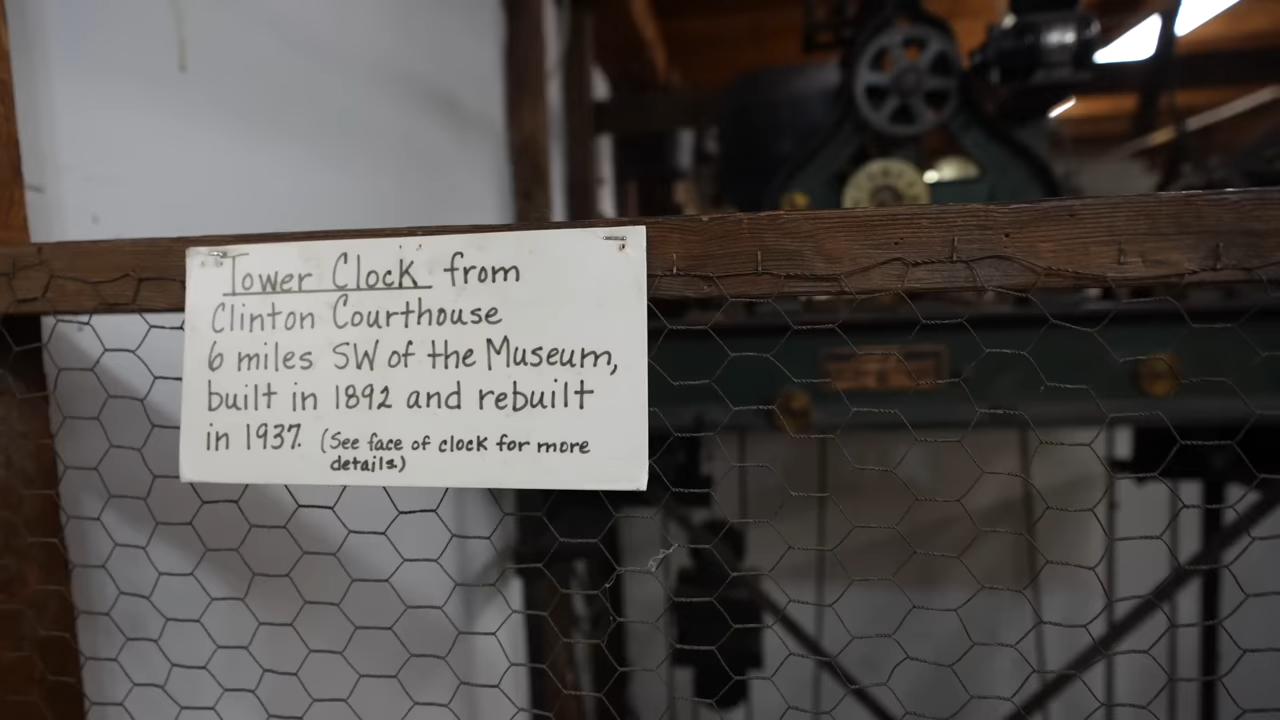 Tower Clock from
Clinton Courthouse
6 miles SW of the Museum,
built in 1892 and rebuilt
in 1937. (See face of clock for more
details.)